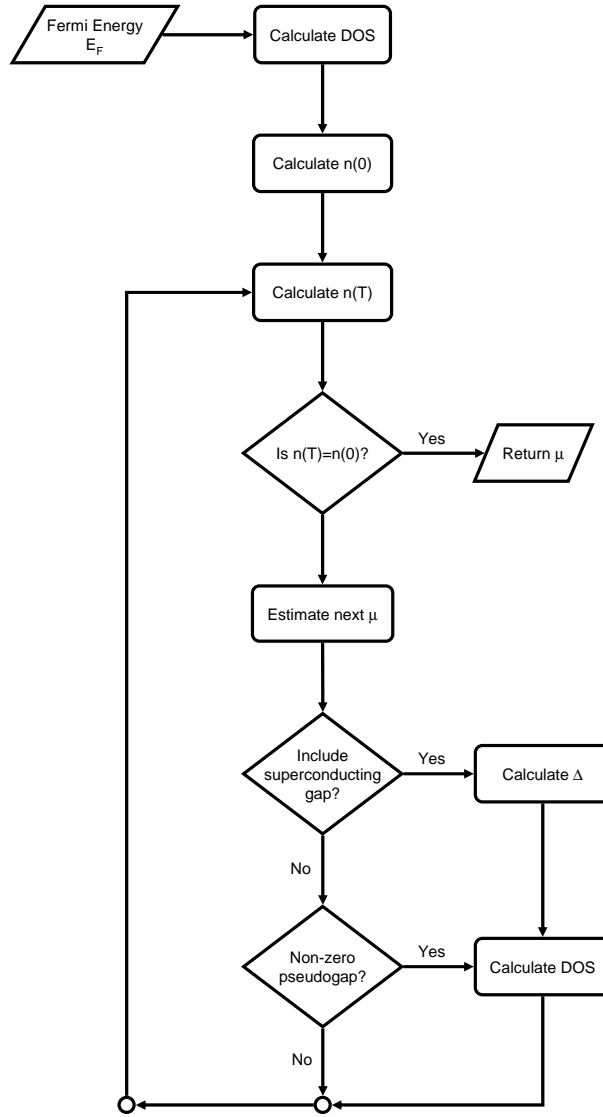 Fermi Energy
E_F
Calculate DOS
Calculate n(0)
Calculate n(T)
Is n(T)=n(0)?
Yes
Return μ
Estimate next μ
Include
superconducting
gap?
Yes
Calculate Δ
No
Non-zero
pseudogap?
Yes
Calculate DOS
No